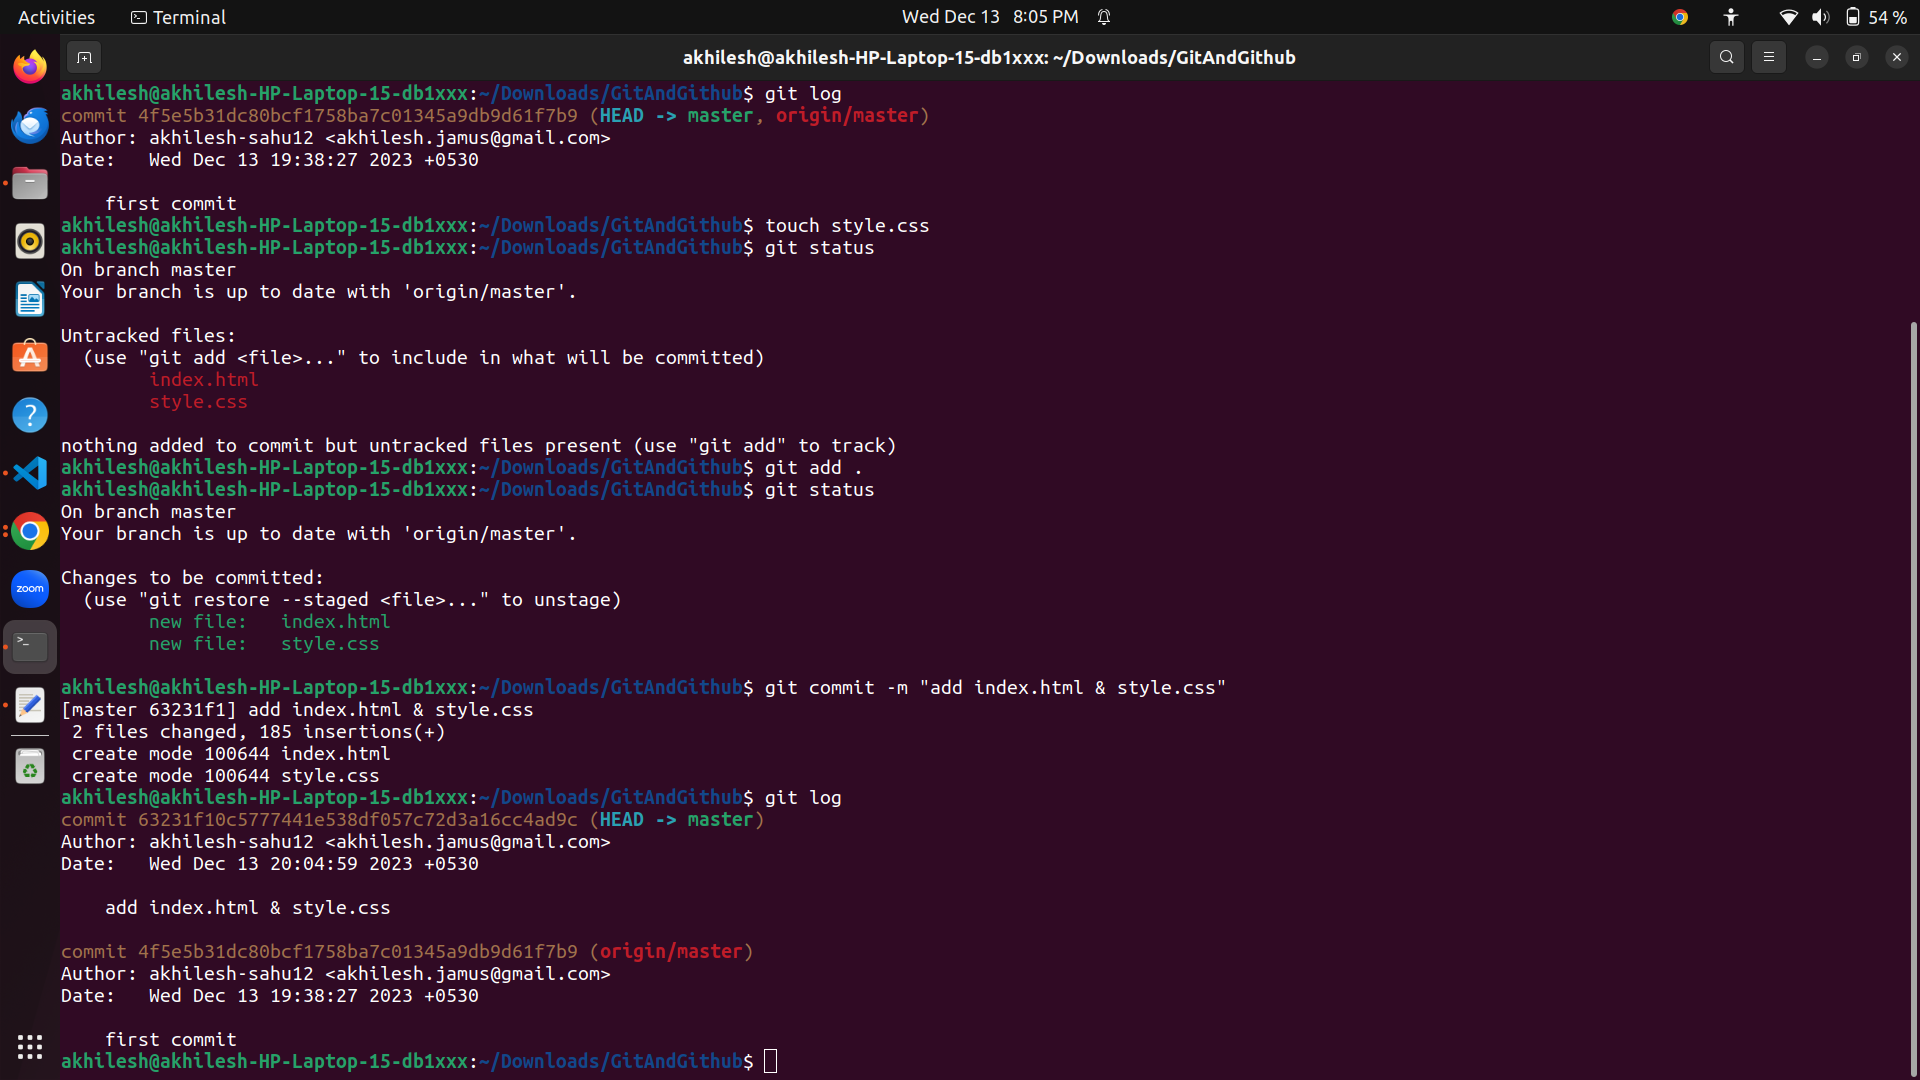 Activities
Terminal
Wed Dec 13 8:05 PM
54 %
akhilesh@akhilesh-HP-Laptop-15-db1xxx: ~/Downloads/GitAndGithub
akhilesh@akhilesh-HP-Laptop-15-db1xxx:~/Downloads/GitAndGithub$ git log
commit 4f5e5b31dc80bcf1758ba7c01345a9db9d61f7b9 (HEAD -> master, origin/master)
Author: akhilesh-sahu12 <akhilesh.jamus@gmail.com>
Date:   Wed Dec 13 19:38:27 2023 +0530
    first commit
akhilesh@akhilesh-HP-Laptop-15-db1xxx:~/Downloads/GitAndGithub$ touch style.css
akhilesh@akhilesh-HP-Laptop-15-db1xxx:~/Downloads/GitAndGithub$ git status
On branch master
Your branch is up to date with 'origin/master'.
Untracked files:
  (use "git add <file>..." to include in what will be committed)
        index.html
        style.css
nothing added to commit but untracked files present (use "git add" to track)
akhilesh@akhilesh-HP-Laptop-15-db1xxx:~/Downloads/GitAndGithub$ git add .
akhilesh@akhilesh-HP-Laptop-15-db1xxx:~/Downloads/GitAndGithub$ git status
On branch master
Your branch is up to date with 'origin/master'.
Changes to be committed:
  (use "git restore --staged <file>..." to unstage)
        new file:   index.html
        new file:   style.css
akhilesh@akhilesh-HP-Laptop-15-db1xxx:~/Downloads/GitAndGithub$ git commit -m "add index.html & style.css"
[master 63231f1] add index.html & style.css
 2 files changed, 185 insertions(+)
 create mode 100644 index.html
 create mode 100644 style.css
akhilesh@akhilesh-HP-Laptop-15-db1xxx:~/Downloads/GitAndGithub$ git log
commit 63231f10c5777441e538df057c72d3a16cc4ad9c (HEAD -> master)
Author: akhilesh-sahu12 <akhilesh.jamus@gmail.com>
Date:   Wed Dec 13 20:04:59 2023 +0530
    add index.html & style.css
commit 4f5e5b31dc80bcf1758ba7c01345a9db9d61f7b9 (origin/master)
Author: akhilesh-sahu12 <akhilesh.jamus@gmail.com>
Date:   Wed Dec 13 19:38:27 2023 +0530
    first commit
akhilesh@akhilesh-HP-Laptop-15-db1xxx:~/Downloads/GitAndGithub$
zoom